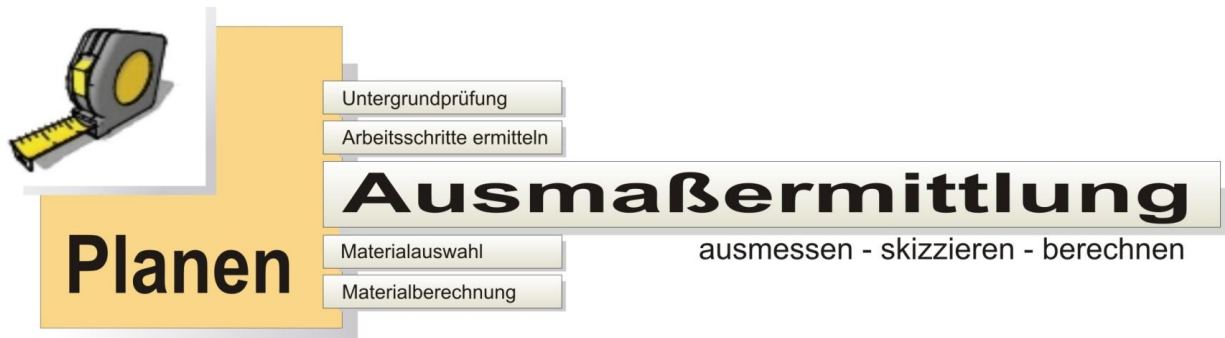 Untergrundprüfung
Arbeitsschritte ermitteln
Ausmaßermittlung
ausmessen - skizzieren - berechnen
Planen
Materialauswahl
Materialberechnung